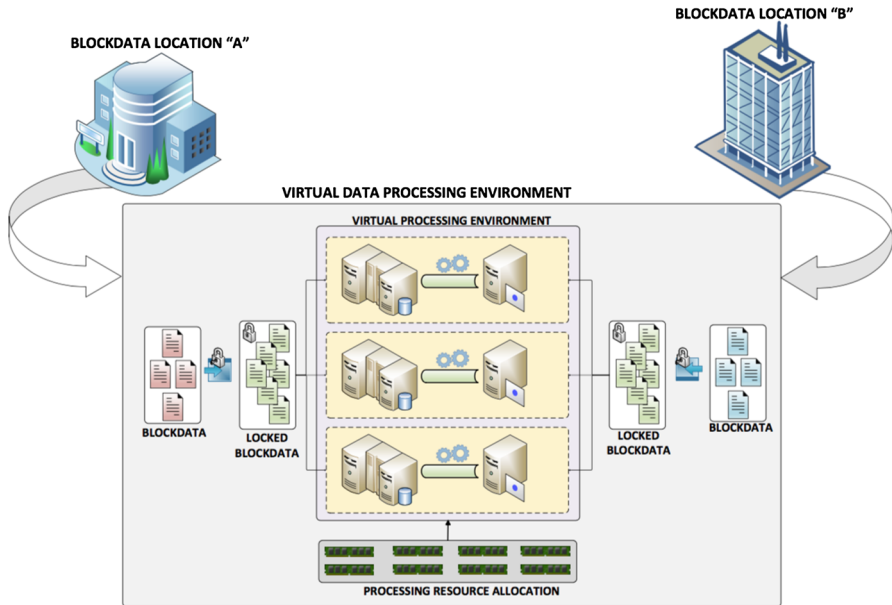 BLOCKDATA LOCATION “A”
BLOCKDATA LOCATION “B”
VIRTUAL DATA PROCESSING ENVIRONMENT
VIRTUAL PROCESSING ENVIRONMENT
BLOCKDATA
LOCKED
BLOCKDATA
LOCKED
BLOCKDATA
BLOCKDATA
PROCESSING RESOURCE ALLOCATION